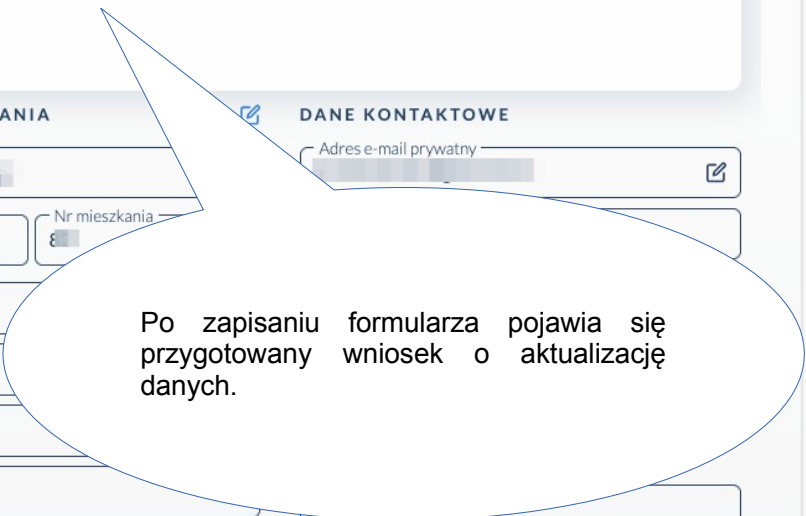 ANIA
DANE KONTAKTOWE
Adres e-mail prywatny
Nr mieszkania
Po zapisaniu formularza pojawia się
przygotowany wniosek o aktualizację
danych.